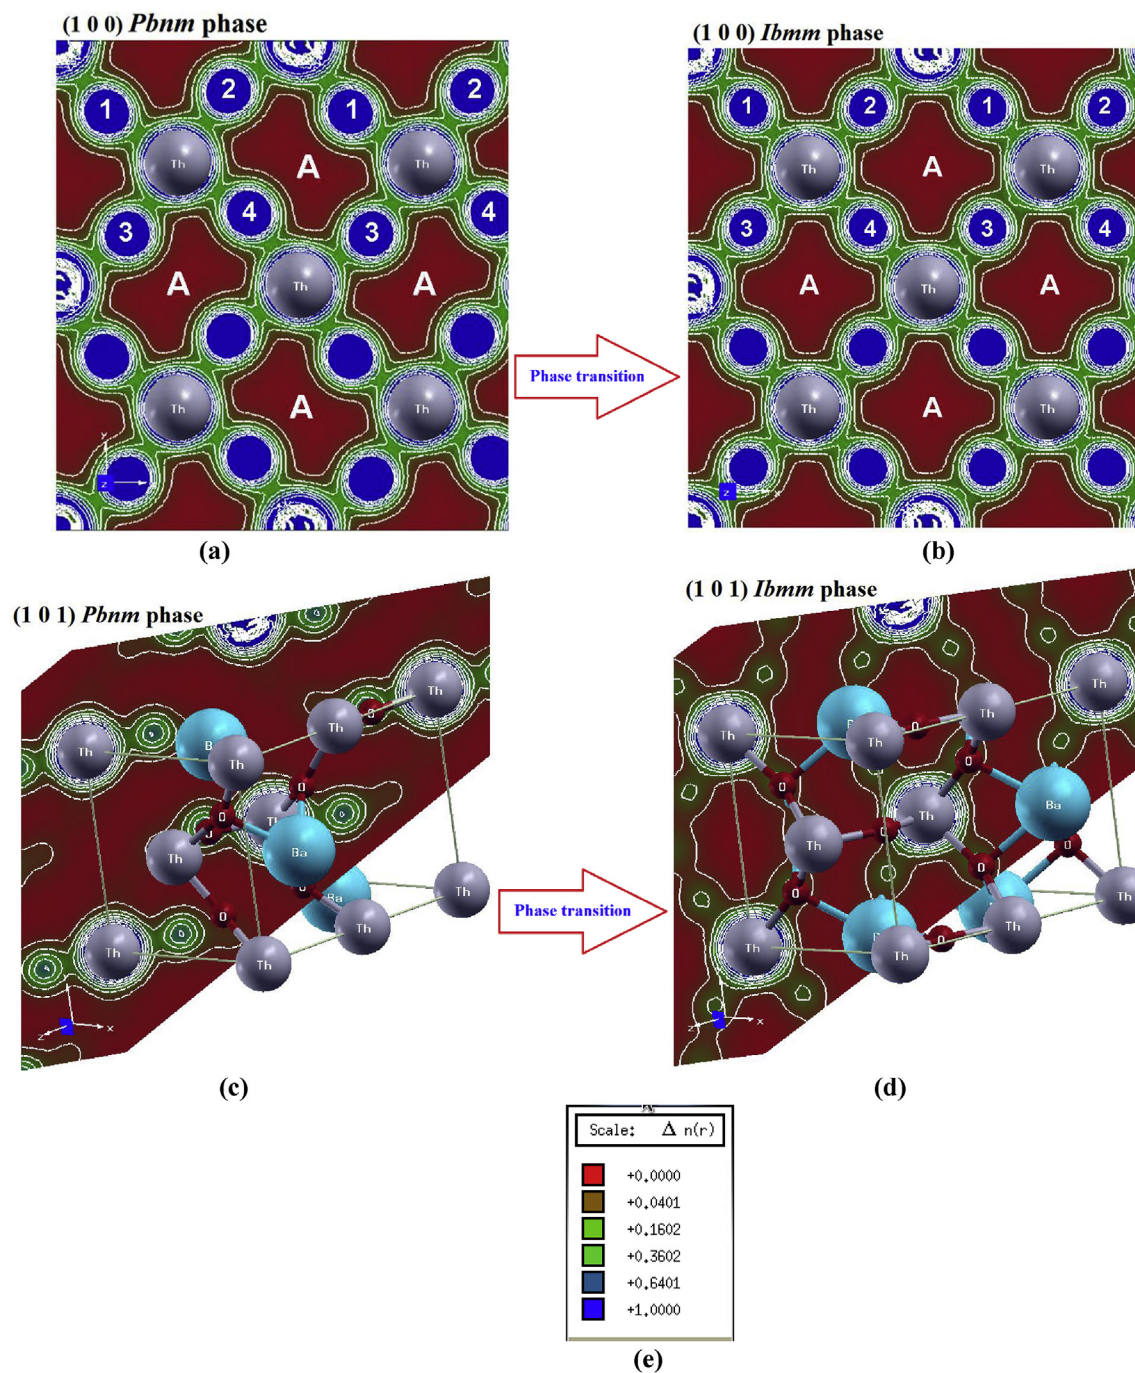 (1 0 0) Pbnm phase
(1 0 0) Ibmm phase
1 2 1 2
Th Th
A
3 4 3 4
A Th A
Th A Th
y
z
1 2 1 2
Th A Th
3 4 3 4
A Th A
Th A Th
z x
Phase transition
(a)
(b)
(1 0 1) Pbnm phase
(1 0 1) Ibmm phase
Th
O
Th
Th
Ba
Th
O
O
Th
Th
Ba
O
Ba
Th
O
Th
Th
Th
z x
Th
Th
O
Th
Th
O
O
Th
Ba
Th
O
O
O
O
Th
Th
O
Th
Th
z x
Phase transition
(c)
(d)
Scale: Δ n(r)
+0.0000
+0.0401
+0.1602
+0.3602
+0.6401
+1.0000
(e)